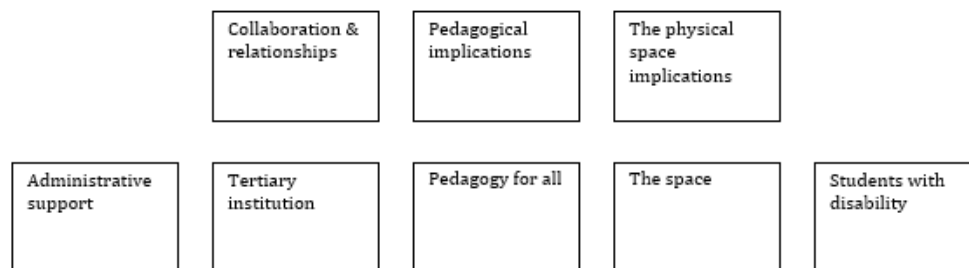 Collaboration &
relationships
Pedagogical
implications
The physical
space
implications
Administrative
support
Tertiary
institution
Pedagogy for all
The space
Students with
disability